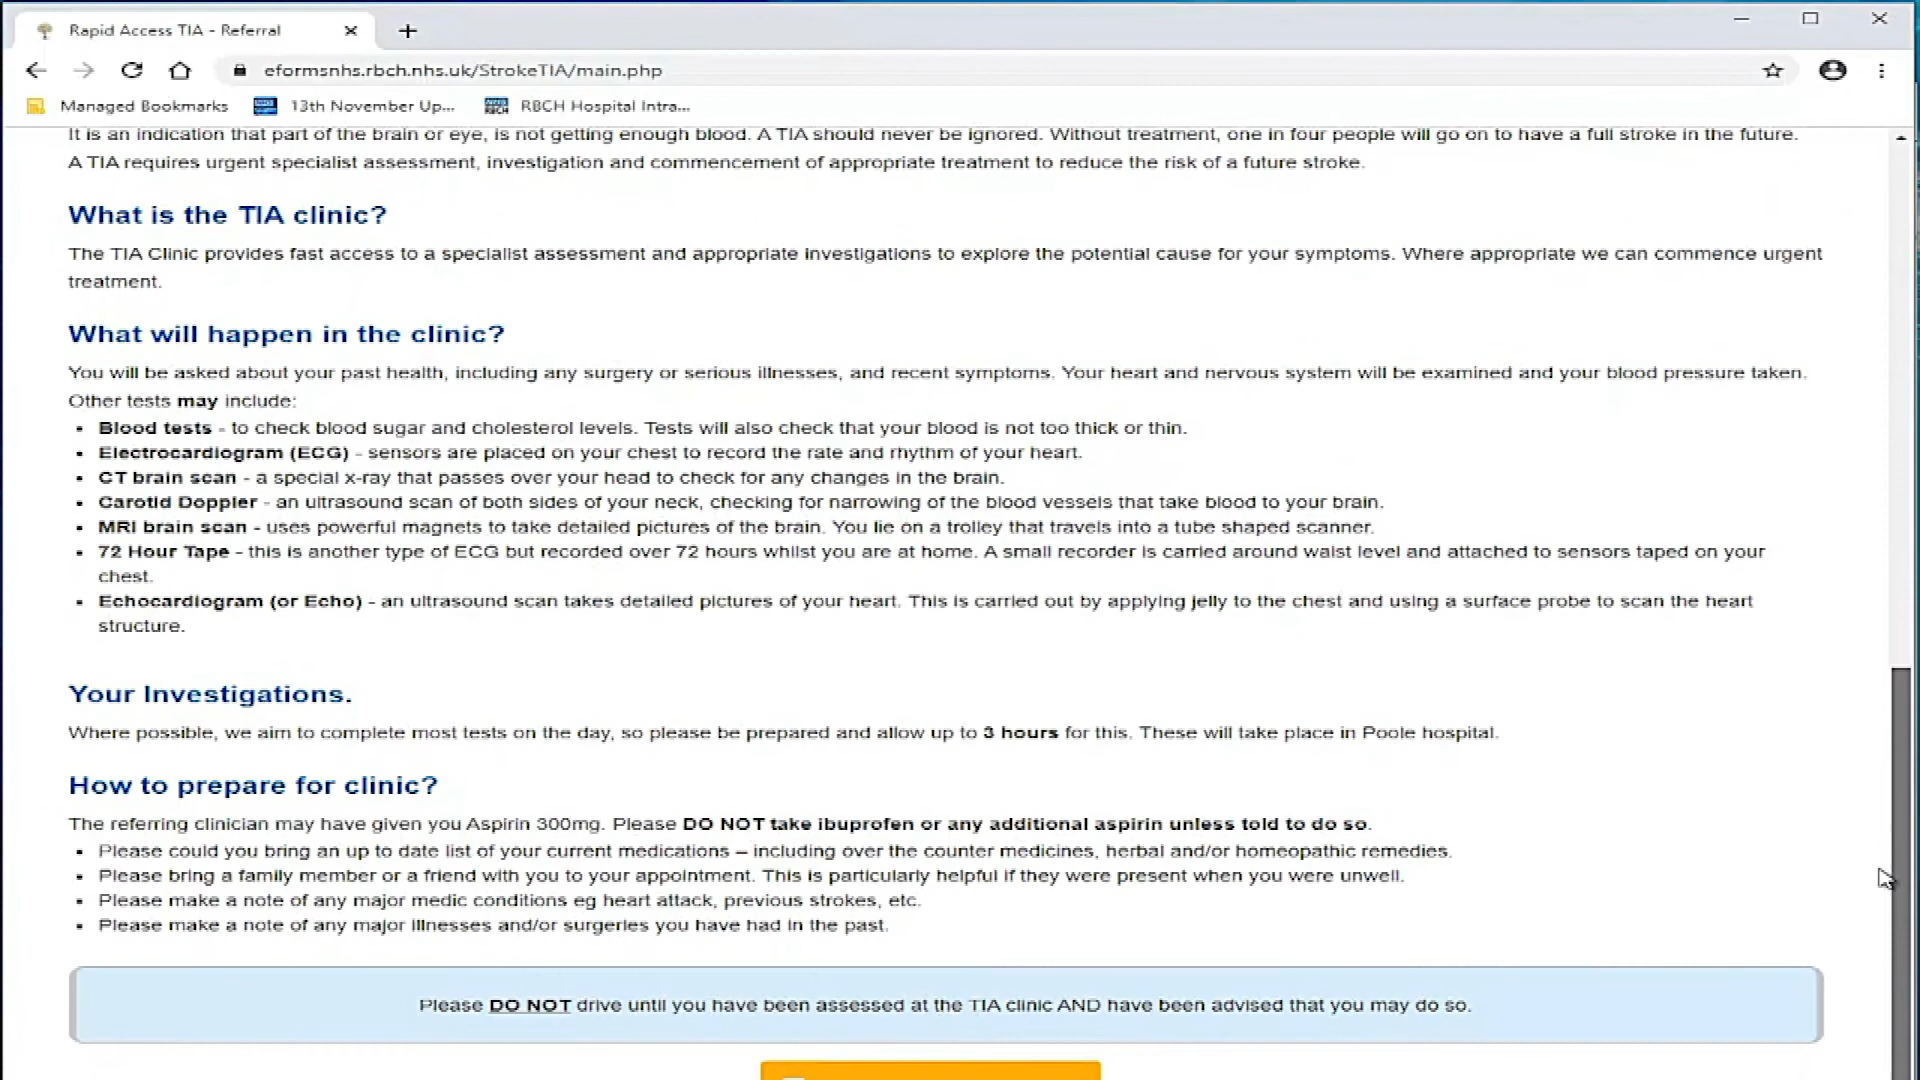 Rapid Access TIA - Referral
eformsnhs.rbch.nhs.uk/StrokeTIA/main.php
Managed Bookmarks 13th November Up... RBCH Hospital Intra...
It is an indication that part of the brain or eye, is not getting enough blood. A TIA should never be ignored. Without treatment, one in four people will go on to have a full stroke in the future.
A TIA requires urgent specialist assessment, investigation and commencement of appropriate treatment to reduce the risk of a future stroke.
What is the TIA clinic?
The TIA Clinic provides fast access to a specialist assessment and appropriate investigations to explore the potential cause for your symptoms. Where appropriate we can commence urgent
treatment.
What will happen in the clinic?
You will be asked about your past health, including any surgery or serious illnesses, and recent symptoms. Your heart and nervous system will be examined and your blood pressure taken.
Other tests may include:
• Blood tests - to check blood sugar and cholesterol levels. Tests will also check that your blood is not too thick or thin.
• Electrocardiogram (ECG) - sensors are placed on your chest to record the rate and rhythm of your heart.
• CT brain scan - a special x-ray that passes over your head to check for any changes in the brain.
• Carotid Doppler - an ultrasound scan of both sides of your neck, checking for narrowing of the blood vessels that take blood to your brain.
• MRI brain scan - uses powerful magnets to take detailed pictures of the brain. You lie on a trolley that travels into a tube shaped scanner.
• 72 Hour Tape - this is another type of ECG but recorded over 72 hours whilst you are at home. A small recorder is carried around waist level and attached to sensors taped on your
chest.
• Echocardiogram (or Echo) - an ultrasound scan takes detailed pictures of your heart. This is carried out by applying jelly to the chest and using a surface probe to scan the heart
structure.
Your Investigations.
Where possible, we aim to complete most tests on the day, so please be prepared and allow up to 3 hours for this. These will take place in Poole hospital.
How to prepare for clinic?
The referring clinician may have given you Aspirin 300mg. Please DO NOT take ibuprofen or any additional aspirin unless told to do so.
• Please could you bring an up to date list of your current medications – including over the counter medicines, herbal and/or homeopathic remedies.
• Please bring a family member or a friend with you to your appointment. This is particularly helpful if they were present when you were unwell.
• Please make a note of any major medic conditions eg heart attack, previous strokes, etc.
• Please make a note of any major illnesses and/or surgeries you have had in the past.
Please DO NOT drive until you have been assessed at the TIA clinic AND have been advised that you may do so.